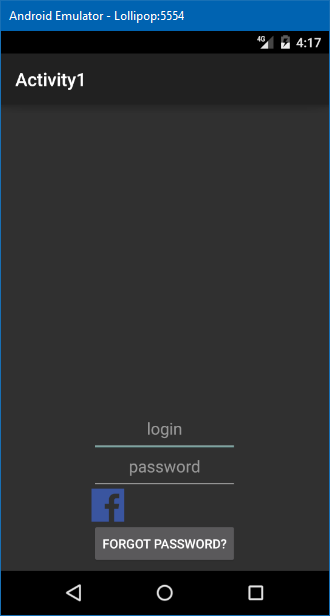 Android Emulator - Lollipop:5554
4G 4:17
Activity1
login
password
f
FORGOT PASSWORD?